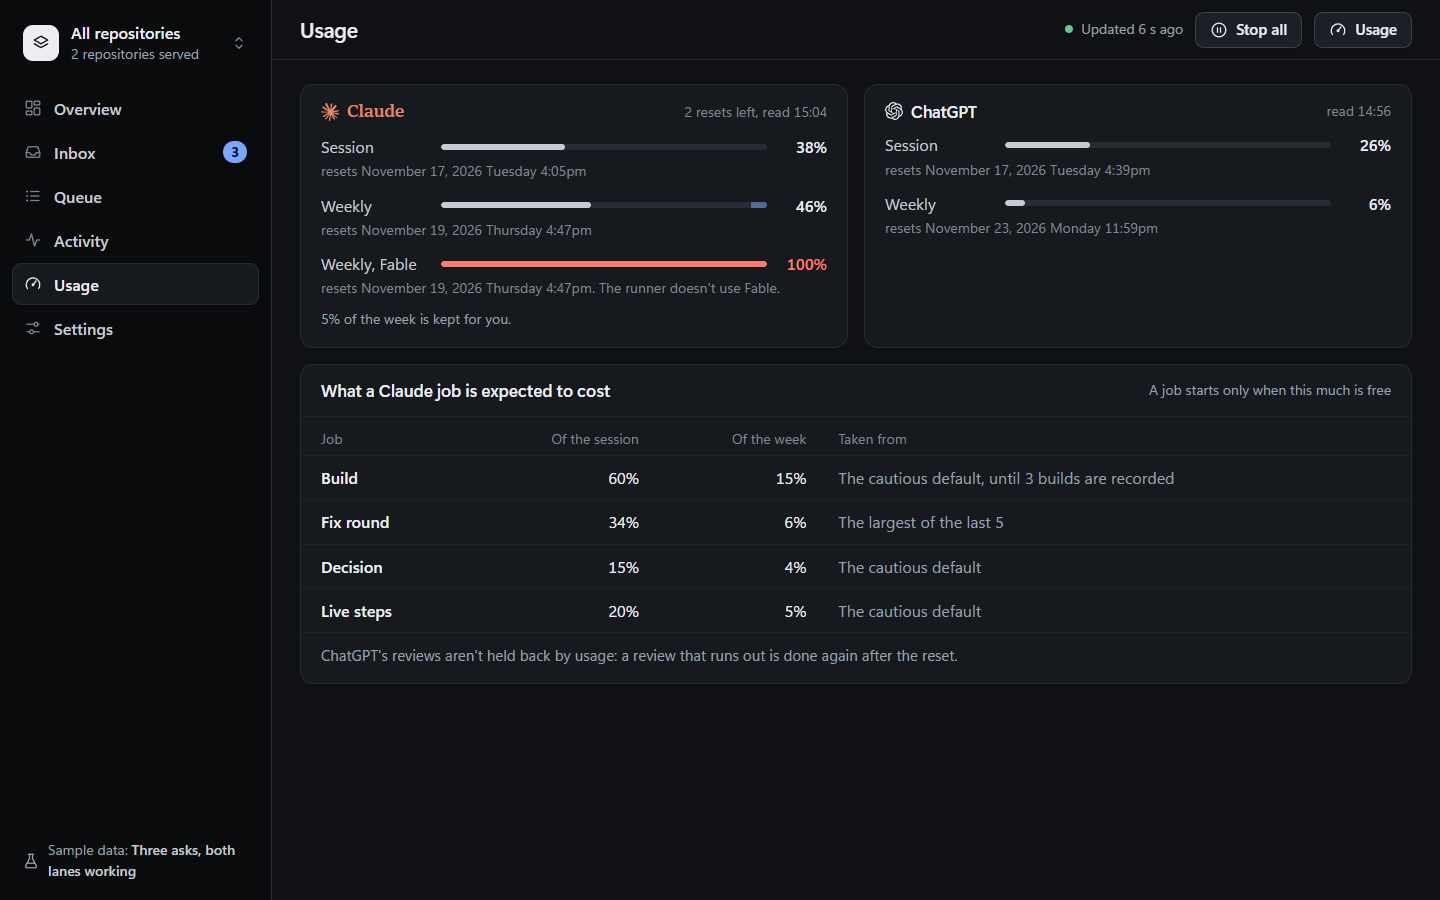 All repositories
2 repositories served
Overview
Inbox 3
Queue
Activity
Usage
Settings
Sample data: Three asks, both
lanes working
Usage
Updated 6 s ago
Stop all
Usage
Claude
2 resets left, read 15:04
Session 38%
resets November 17, 2026 Tuesday 4:05pm
Weekly 46%
resets November 19, 2026 Thursday 4:47pm
Weekly, Fable 100%
resets November 19, 2026 Thursday 4:47pm. The runner doesn't use Fable.
5% of the week is kept for you.
ChatGPT
read 14:56
Session 26%
resets November 17, 2026 Tuesday 4:39pm
Weekly 6%
resets November 23, 2026 Monday 11:59pm
What a Claude job is expected to cost
A job starts only when this much is free
Job Of the session Of the week Taken from
Build 60% 15% The cautious default, until 3 builds are recorded
Fix round 34% 6% The largest of the last 5
Decision 15% 4% The cautious default
Live steps 20% 5% The cautious default
ChatGPT's reviews aren't held back by usage: a review that runs out is done again after the reset.